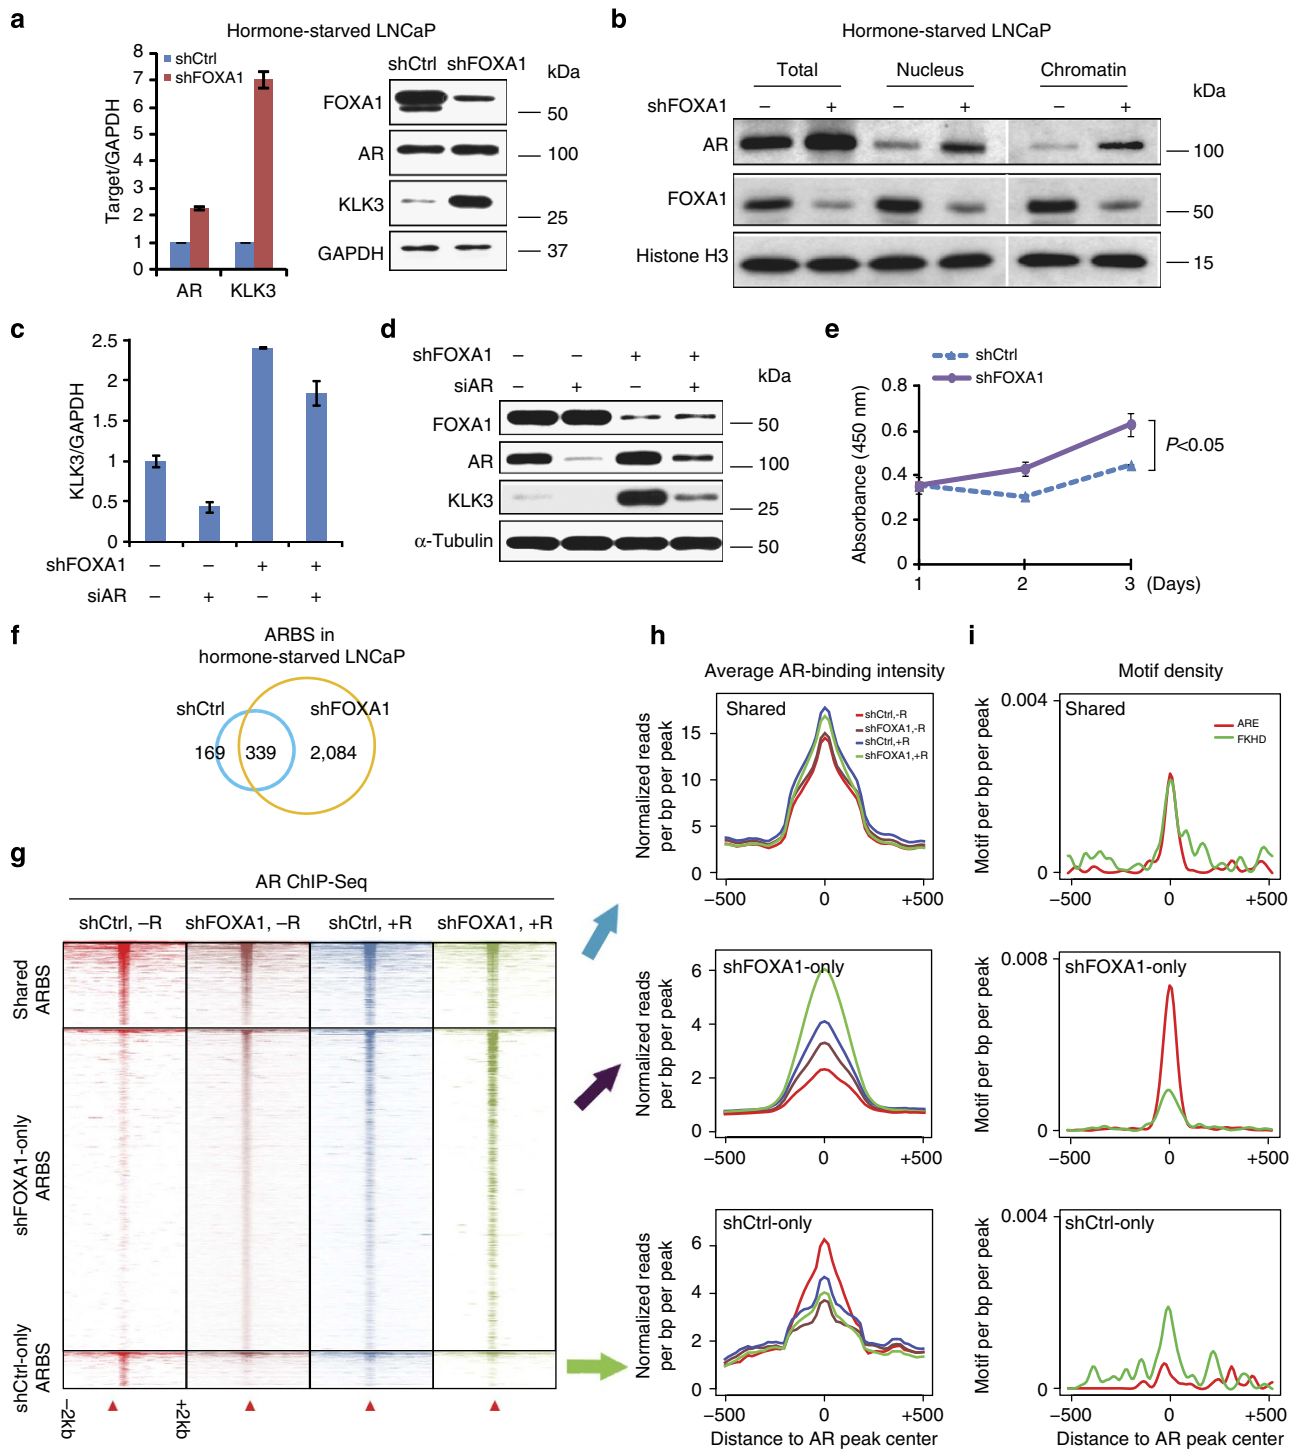 a
Hormone-starved LNCaP
shCtrl
shFOXA1
Target/GAPDH
8
7
6
5
4
3
2
1
0
AR KLK3
shCtrl shFOXA1 kDa
FOXA1 — 50
AR — 100
KLK3 — 25
GAPDH — 37
b
Hormone-starved LNCaP
Total Nucleus Chromatin
kDa
shFOXA1 – + – + – +
AR — 100
FOXA1 — 50
Histone H3 — 15
c
KLK3/GAPDH
2.5
2
1.5
1
0.5
0
shFOXA1 – – + +
siAR – + – +
d
shFOXA1 – – + +
siAR – + – + kDa
FOXA1 — 50
AR — 100
KLK3 — 25
α-Tubulin — 50
e
shCtrl
shFOXA1
Absorbance (450 nm)
0.8
0.6
0.4
0.2
0
P<0.05
1 2 3 (Days)
f
ARBS in
hormone-starved LNCaP
shCtrl shFOXA1
169 339 2,084
g
AR ChIP-Seq
shCtrl, –R shFOXA1, –R shCtrl, +R shFOXA1, +R
Shared
ARBS
shFOXA1-only
ARBS
shCtrl-only
ARBS
–2kb +2kb
h
Average AR-binding intensity
Shared
shCtrl,-R
shFOXA1,-R
shCtrl,+R
shFOXA1,+R
Normalized reads
per bp per peak
15
10
5
0
–500 0 +500
shFOXA1-only
Normalized reads
per bp per peak
6
4
2
0
–500 0 +500
shCtrl-only
Normalized reads
per bp per peak
6
4
2
0
–500 0 +500
Distance to AR peak center
i
Motif density
Shared
ARE
FKHD
Motif per bp per peak
0.004
0
–500 0 +500
shFOXA1-only
Motif per bp per peak
0.008
0
–500 0 +500
shCtrl-only
Motif per bp per peak
0.004
0
–500 0 +500
Distance to AR peak center